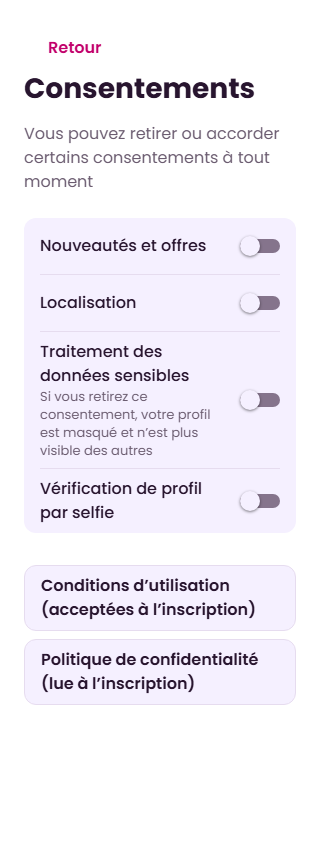 Retour
Consentements
Vous pouvez retirer ou accorder
certains consentements à tout
moment
Nouveautés et offres
Localisation
Traitement des
données sensibles
Si vous retirez ce
consentement, votre profil
est masqué et n’est plus
visible des autres
Vérification de profil
par selfie
Conditions d’utilisation
(acceptées à l’inscription)
Politique de confidentialité
(lue à l’inscription)